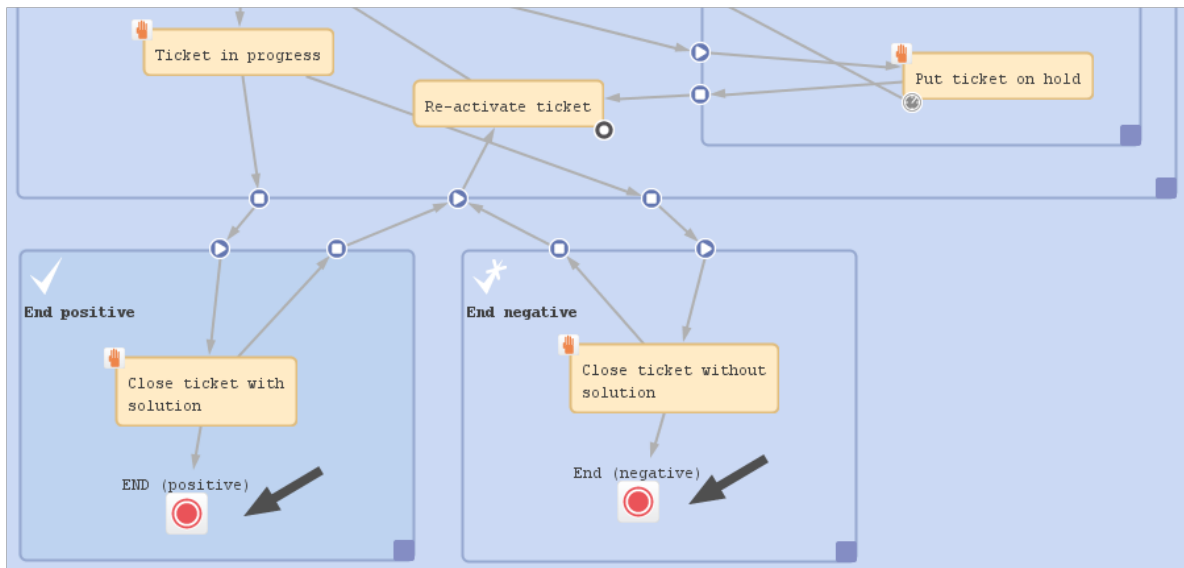 Ticket in progress
Put ticket on hold
Re-activate ticket
End positive
End negative
Close ticket with
solution
Close ticket without
solution
END (positive)
End (negative)